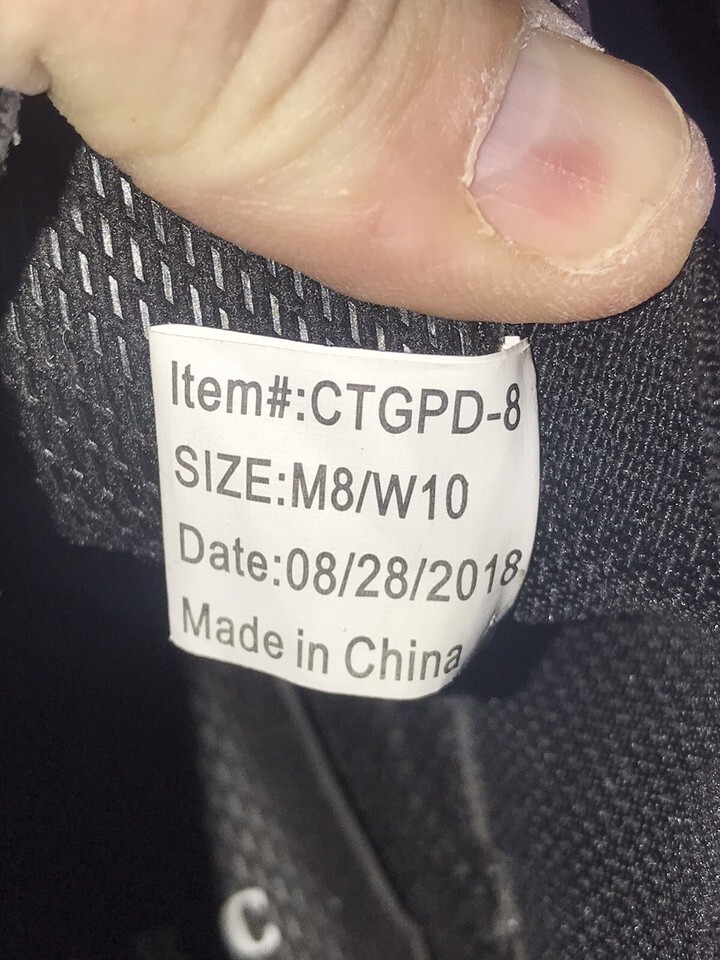 Item#:CTGPD-8
SIZE:M8/W10
Date:08/28/2018
Made in China
C